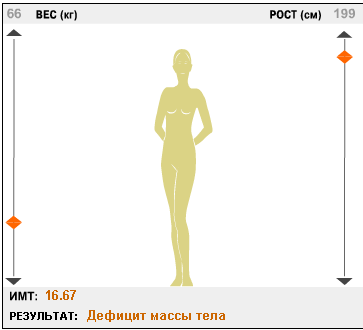 66 ВЕС (кг) РОСТ (см) 199
ИМТ: 16.67
РЕЗУЛЬТАТ: Дефицит массы тела